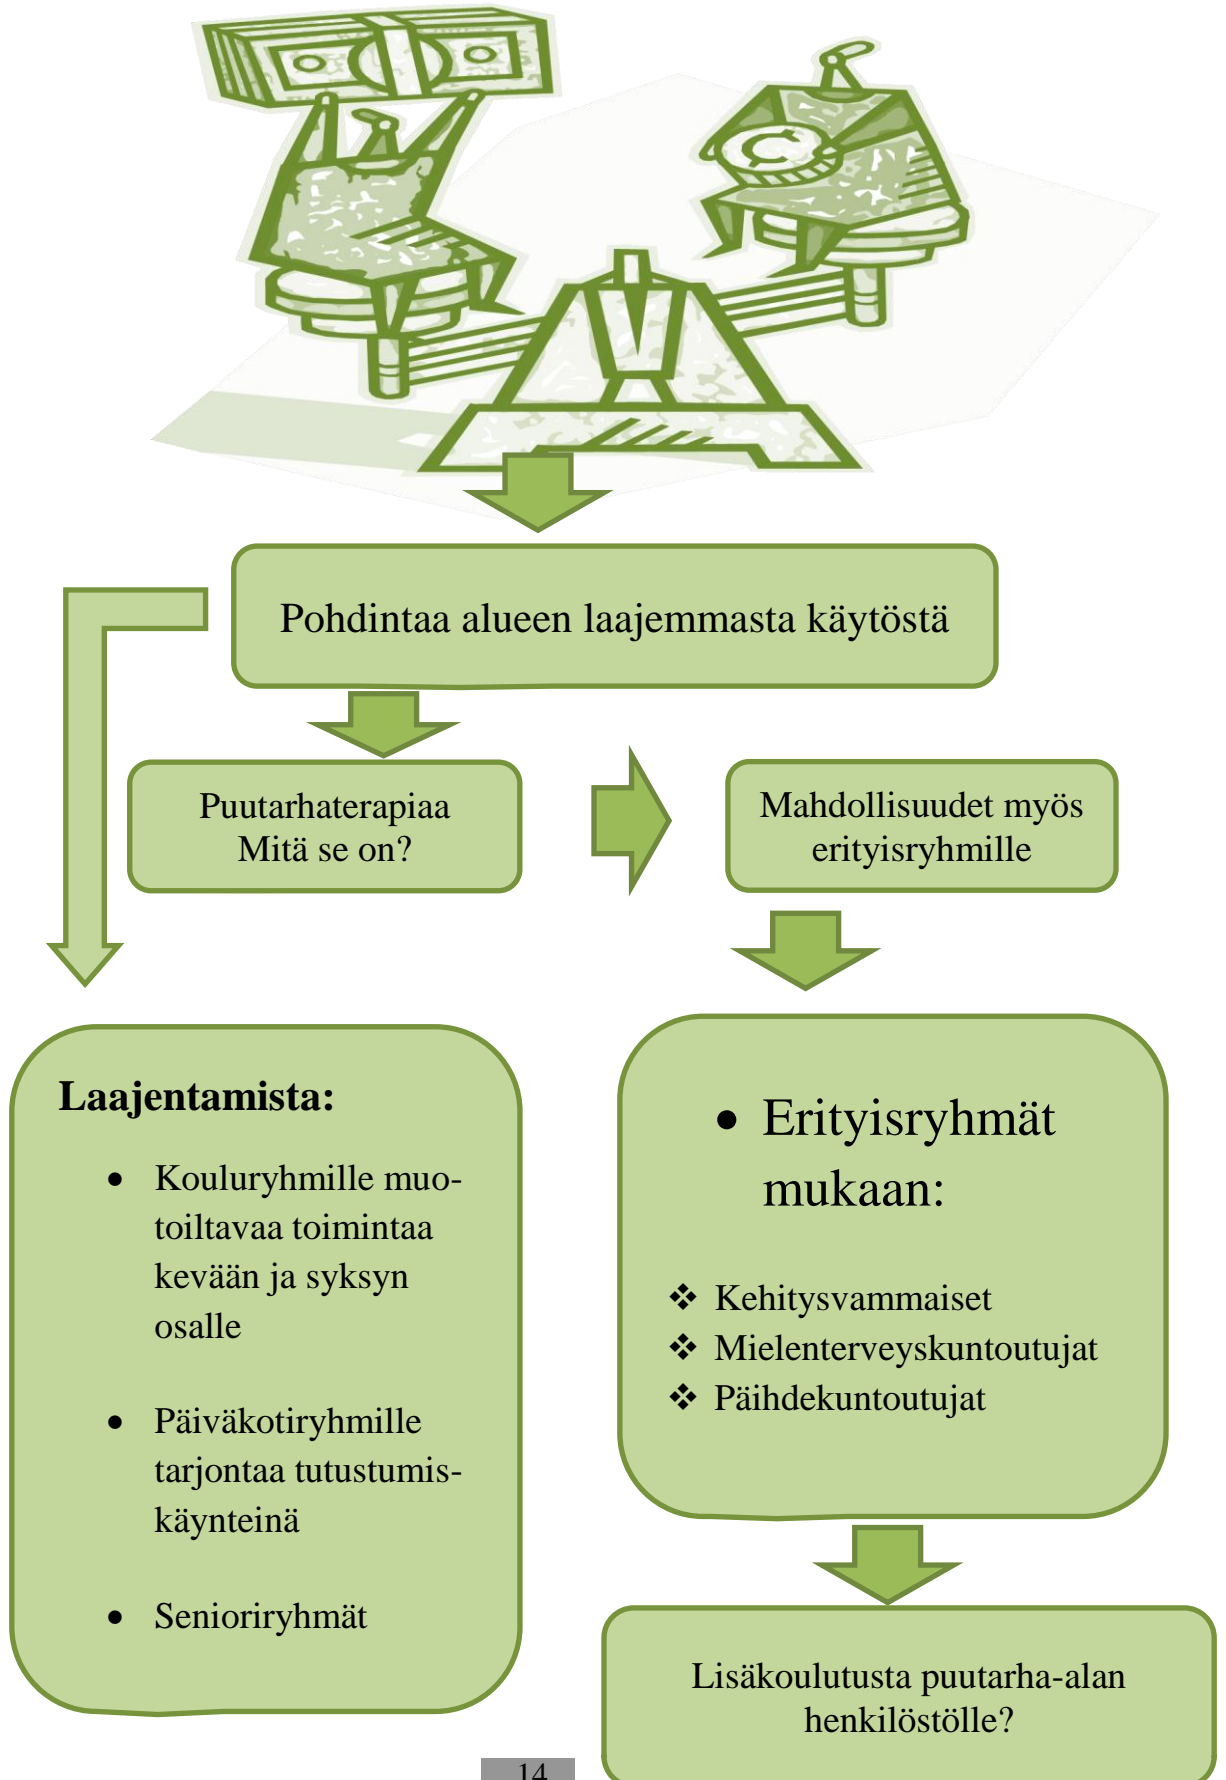 Pohdintaa alueen laajemmasta käytöstä
Puutarhaterapiaa
Mitä se on?
Mahdollisuudet myös
erityisryhmille
Laajentamista:
• Kouluryhmille muo-
toiltavaa toimintaa
kevään ja syksyn
osalle
• Päiväkotiryhmille
tarjontaa tutustumis-
käynteinä
• Senioriryhmät
• Erityisryhmät
mukaan:
❖ Kehitysvammaiset
❖ Mielenterveyskuntoutujat
❖ Päihdekuntoutujat
Lisäkoulutusta puutarha-alan
henkilöstölle?
14